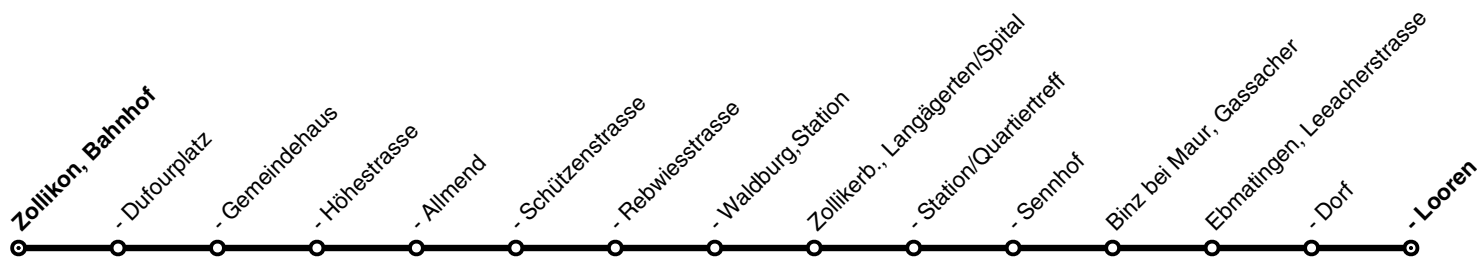 Zollikon, Bahnhof
- Dufourplatz
- Gemeindehaus
- Höhestrasse
- Allmend
- Schützenstrasse
- Rebwiesstrasse
- Waldburg,Station
Zollikerb., Langägerten/Spital
- Station/Quartiertreff
- Sennhof
Binz bei Maur, Gassacher
Ebmatingen, Leeacherstrasse
- Dorf
- Looren